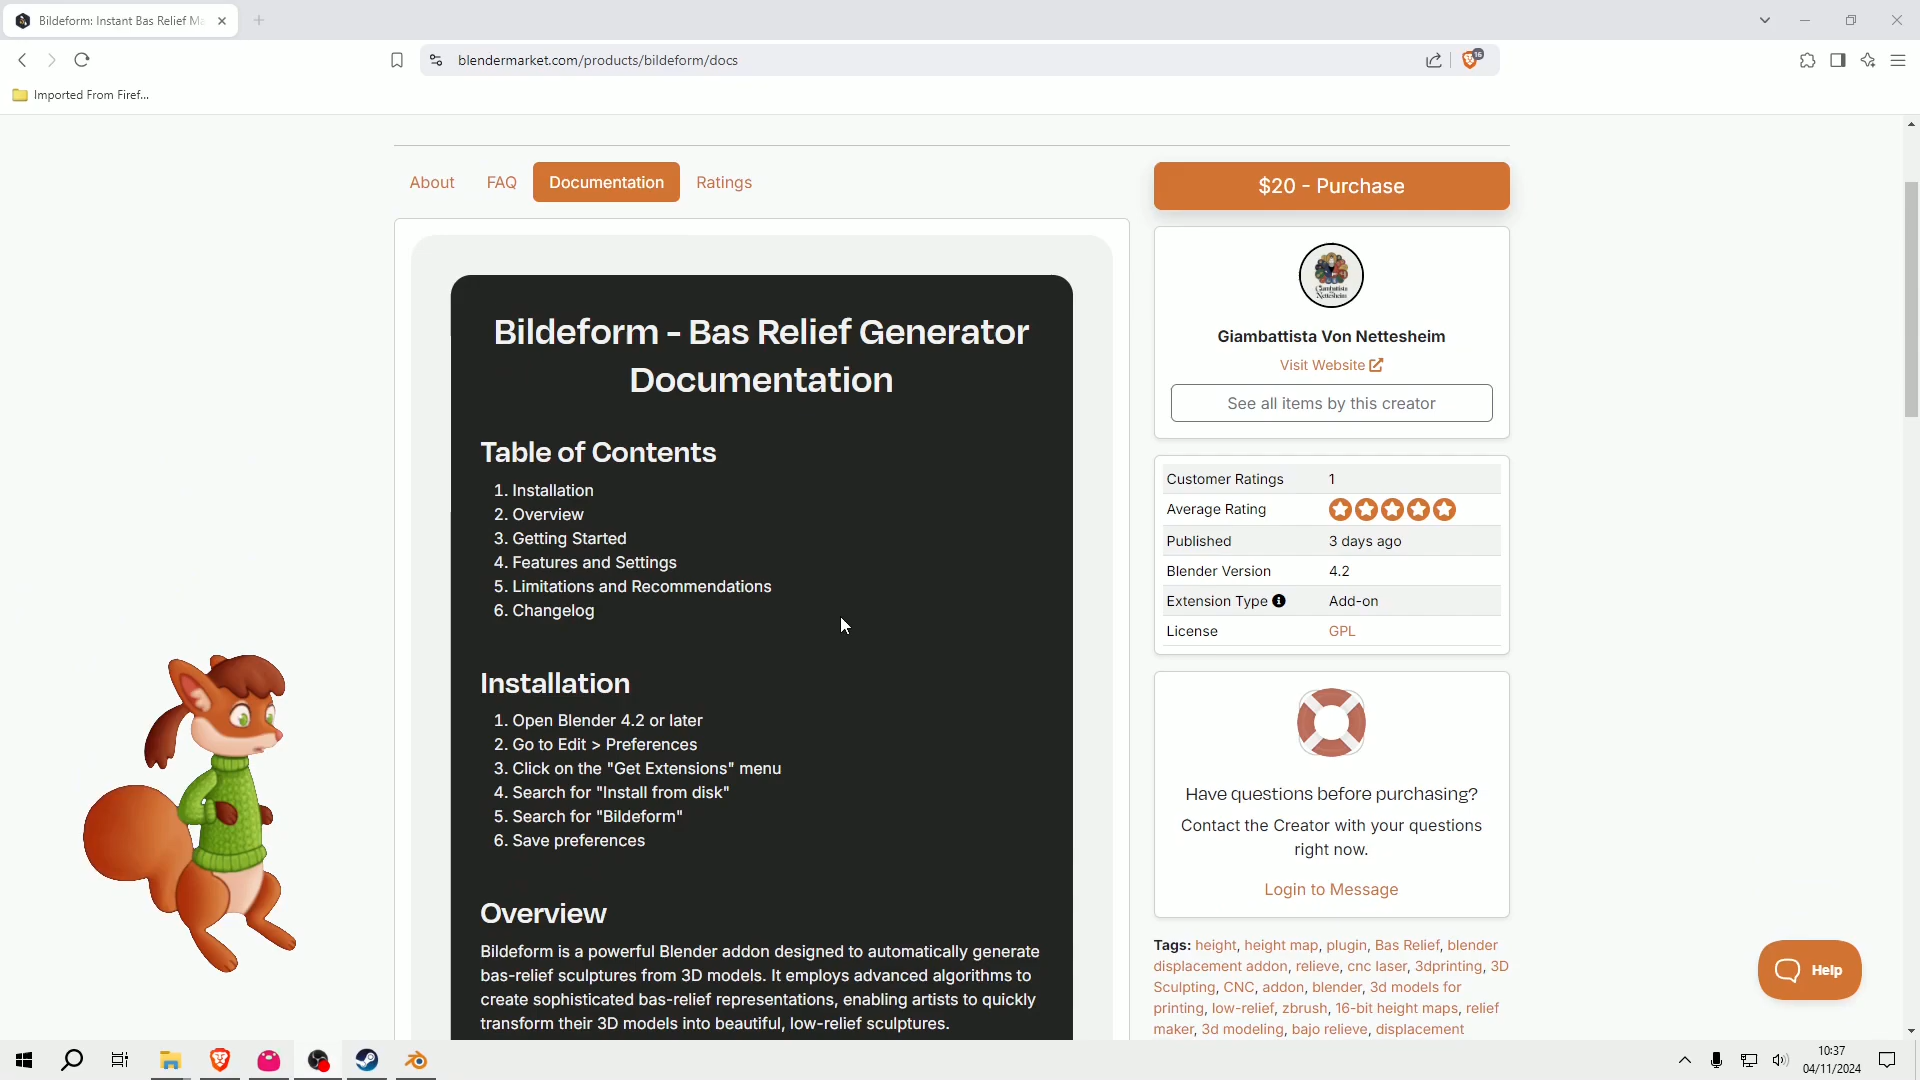 Bildeform: Instant Bas Relief Ma
blendermarket.com/products/bildeform/docs
16
Imported From Firef...
About
FAQ
Documentation
Ratings
$20 - Purchase
Bildeform - Bas Relief Generator
Documentation
Table of Contents
1. Installation
2. Overview
3. Getting Started
4. Features and Settings
5. Limitations and Recommendations
6. Changelog
Installation
1. Open Blender 4.2 or later
2. Go to Edit > Preferences
3. Click on the "Get Extensions" menu
4. Search for "Install from disk"
5. Search for "Bildeform"
6. Save preferences
Overview
Bildeform is a powerful Blender addon designed to automatically generate
bas-relief sculptures from 3D models. It employs advanced algorithms to
create sophisticated bas-relief representations, enabling artists to quickly
transform their 3D models into beautiful, low-relief sculptures.
Giambattista
Nettesheim
Giambattista Von Nettesheim
Visit Website
See all items by this creator
Customer Ratings 1
Average Rating
Published 3 days ago
Blender Version 4.2
Extension Type Add-on
License GPL
Have questions before purchasing?
Contact the Creator with your questions
right now.
Login to Message
Tags: height, height map, plugin, Bas Relief, blender
displacement addon, relieve, cnc laser, 3dprinting, 3D
Sculpting, CNC, addon, blender, 3d models for
printing, low-relief, zbrush, 16-bit height maps, relief
maker, 3d modeling, bajo relieve, displacement
Help
10:37
04/11/2024